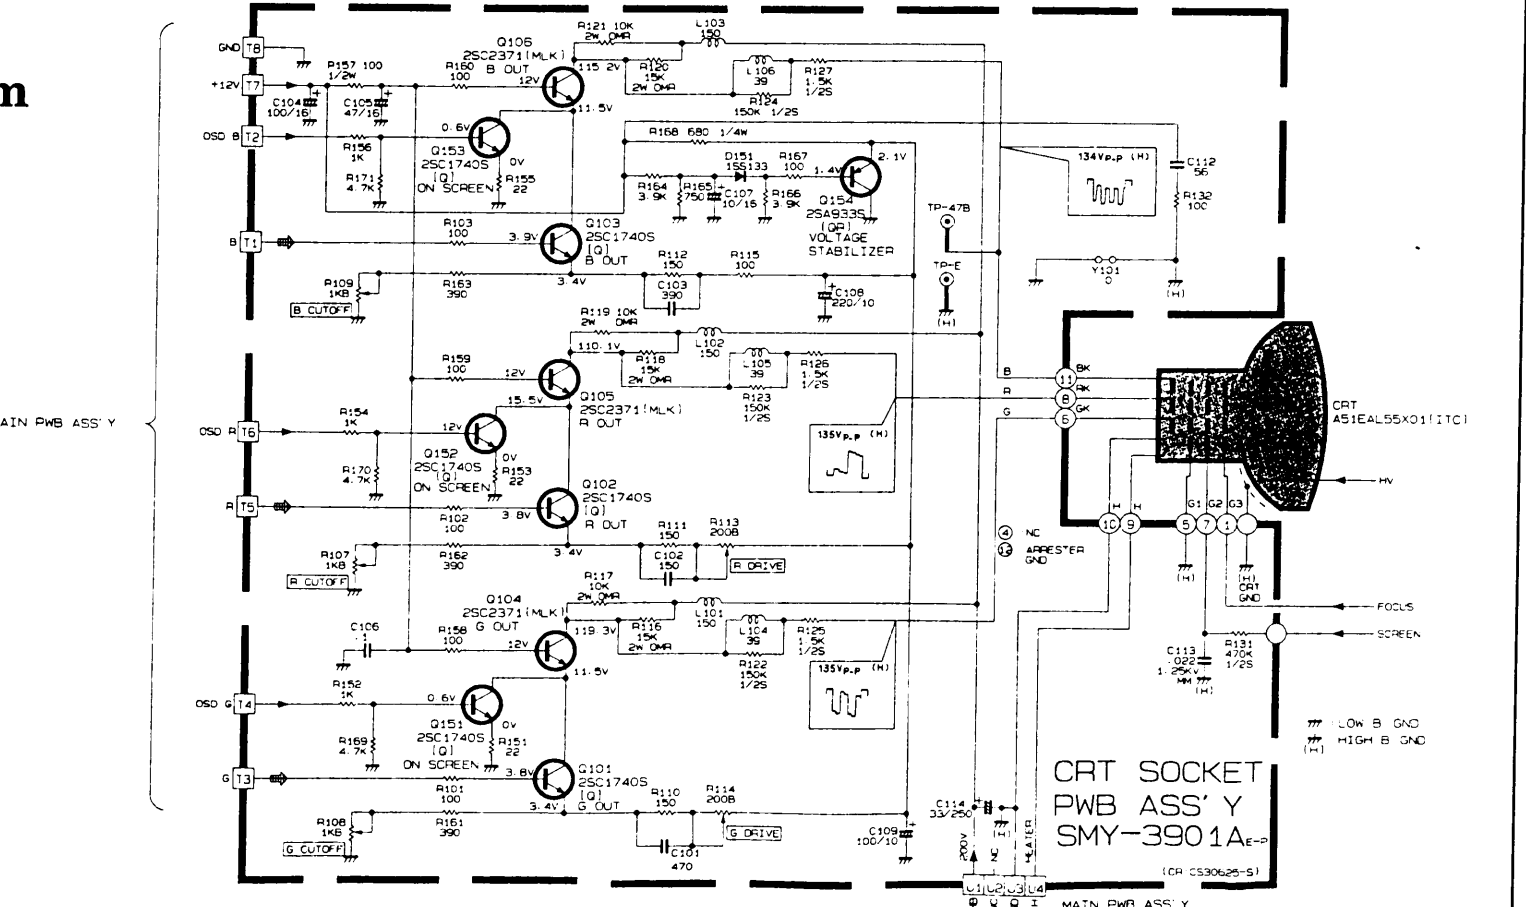 m
GND T8
+12V T7
OSD B T2
B T1
AIN PWB ASS'Y
OSD R T6
R T5
OSD G T4
G T3
R157 100
1/2W
C104
100/16
C105
47/16
R160
100
Q106
2SC2371(MLK)
B OUT
12V
115.2V
11.5V
R121 10K
2W OMR
L103
150
R120
15K
2W OMR
L106
39
R124
150K 1/2S
R127
1.5K
1/2S
R156
1K
R171
4.7K
0.6V
Q153
2SC1740S
(Q)
ON SCREEN
0V
R155
22
R168 680 1/4W
D151
1SS133
R167
100
1.4V
2.1V
R164
3.9K
R165
750
C107
10/16
R166
3.9K
Q154
2SA933S
(QR)
VOLTAGE
STABILIZER
134Vp-p (H)
C112
56
R132
100
TP-47B
TP-E
(H)
Y101
0
(H)
R103
100
3.9V
Q103
2SC1740S
(Q)
B OUT
3.4V
R109
1KB
B CUTOFF
R163
390
R112
150
C103
390
R115
100
C108
220/10
R119 10K
2W OMR
L102
150
110.1V
R118
15K
2W OMR
L105
39
R123
150K
1/2S
R126
1.5K
1/2S
R159
100
12V
Q105
2SC2371(MLK)
R OUT
15.5V
R154
1K
R170
4.7K
12V
Q152
2SC1740S
(Q)
ON SCREEN
0V
R153
22
135Vp-p (H)
R102
100
3.8V
Q102
2SC1740S
(Q)
R OUT
3.4V
R107
1KB
R CUTOFF
R162
390
R111
150
C102
150
R113
200B
R DRIVE
B
R
G
11
8
6
BK
RK
GK
CRT
A51EAL55X01(ITC)
HV
H
H
G1
G2
G3
10
9
5
7
1
4 NC
12 ARRESTER
GND
(H)
(H)
CRT
GND
FOCUS
SCREEN
R131
470K
1/2S
C113
.022
1.25KV
MM
(H)
R117
10K
2W OMR
L101
150
Q104
2SC2371(MLK)
G OUT
119.3V
R116
15K
2W OMR
L104
39
R122
150K
1/2S
R125
1.5K
1/2S
C106
.1
R158
100
12V
11.5V
135Vp-p (H)
R152
1K
R169
4.7K
0.6V
Q151
2SC1740S
(Q)
ON SCREEN
0V
R151
22
R101
100
3.8V
Q101
2SC1740S
(Q)
G OUT
3.4V
R108
1KB
G CUTOFF
R161
390
R110
150
C101
470
R114
200B
G DRIVE
C109
100/10
C114
33/250
(H)
200V
NC
HEATER
LOW B GND
(H) HIGH B GND
CRT SOCKET
PWB ASS'Y
SMY-3901A E-P
(CR:CS30625-S)
U1 U2 U3 U4
MAIN PWB ASS'Y